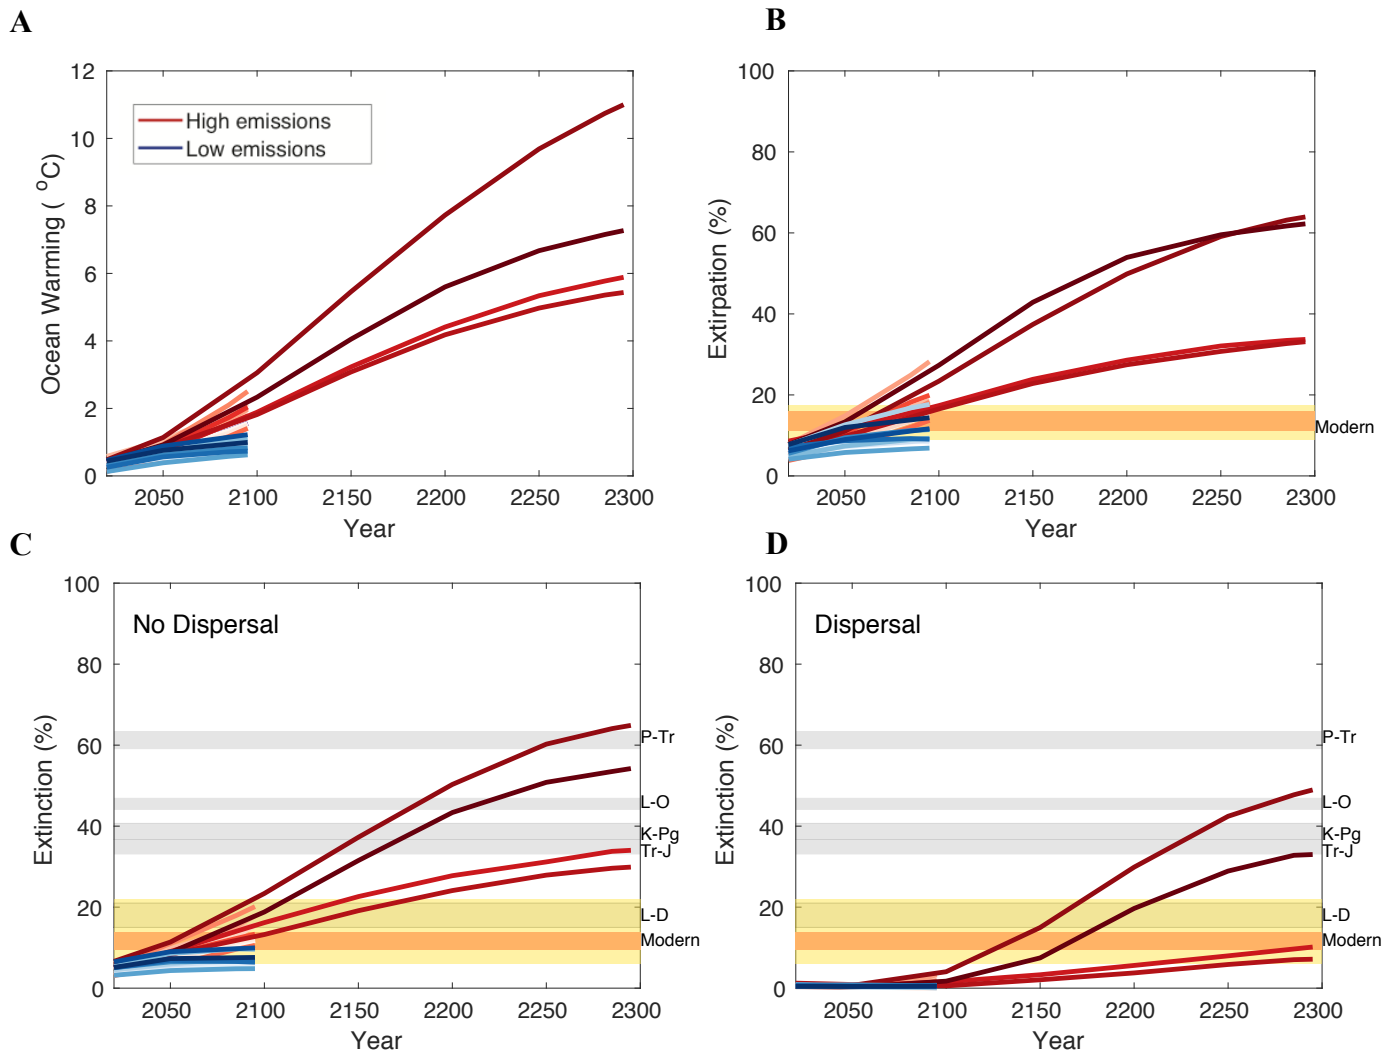 A
12
10
8
6
4
2
0
Ocean Warming ( °C)
High emissions
Low emissions
2050 2100 2150 2200 2250 2300
Year
B
100
80
60
40
20
0
Extirpation (%)
Modern
2050 2100 2150 2200 2250 2300
Year
C
100
80
60
40
20
0
Extinction (%)
No Dispersal
P-Tr
L-O
K-Pg
Tr-J
L-D
Modern
2050 2100 2150 2200 2250 2300
Year
D
100
80
60
40
20
0
Extinction (%)
Dispersal
P-Tr
L-O
K-Pg
Tr-J
L-D
Modern
2050 2100 2150 2200 2250 2300
Year